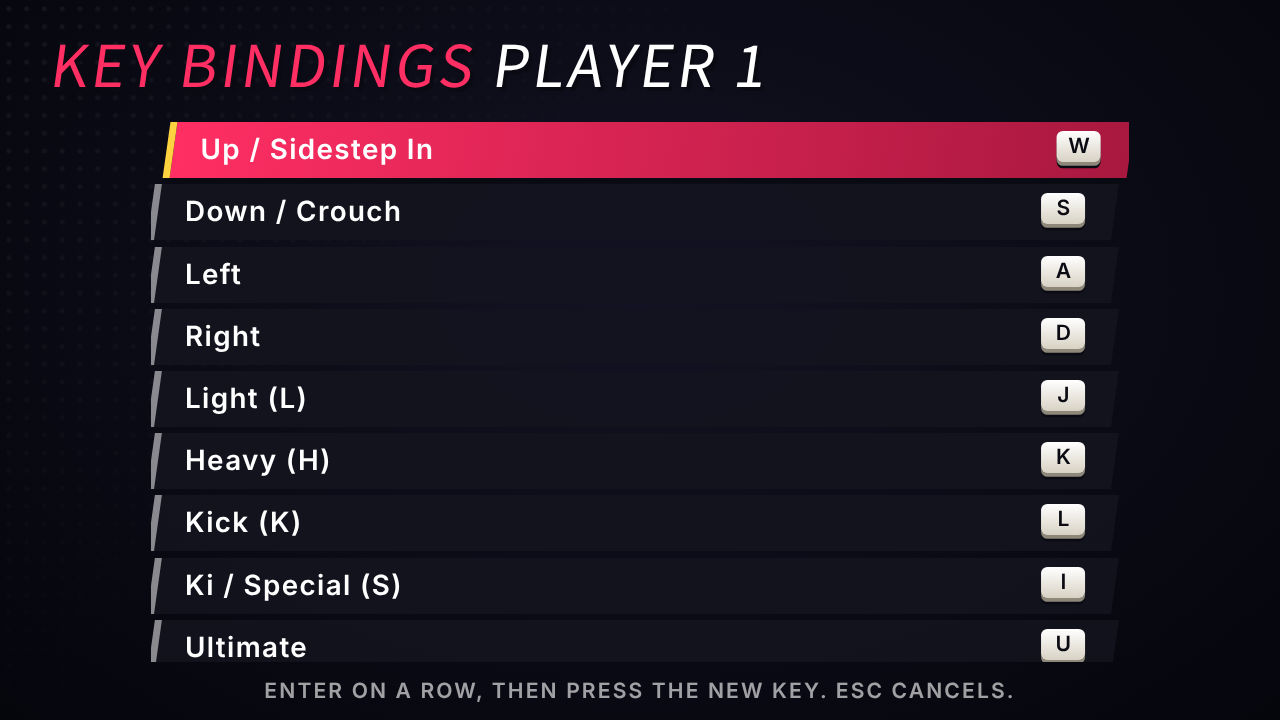 KEY BINDINGS PLAYER 1
Up / Sidestep In W
Down / Crouch S
Left A
Right D
Light (L) J
Heavy (H) K
Kick (K) L
Ki / Special (S) I
Ultimate U
ENTER ON A ROW, THEN PRESS THE NEW KEY. ESC CANCELS.